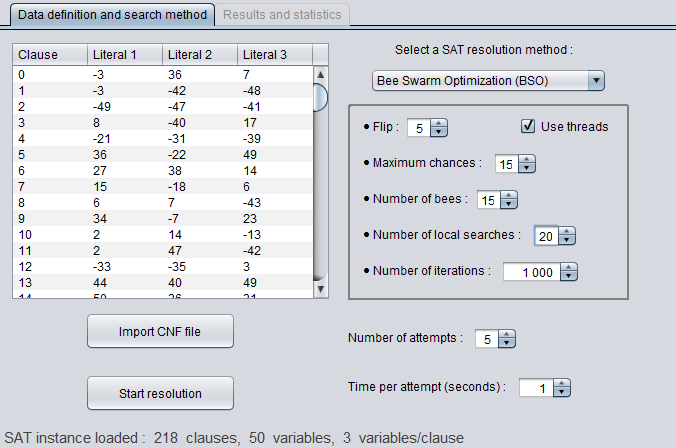 Data definition and search method Results and statistics
Clause Literal 1 Literal 2 Literal 3
0 -3 36 7
1 -3 -42 -48
2 -49 -47 -41
3 8 -40 17
4 -21 -31 -39
5 36 -22 49
6 27 38 14
7 15 -18 6
8 6 7 -43
9 34 -7 23
10 2 14 -13
11 2 47 -42
12 -33 -35 3
13 44 40 49
Import CNF file
Start resolution
Select a SAT resolution method :
Bee Swarm Optimization (BSO)
• Flip : 5 Use threads
• Maximum chances : 15
• Number of bees : 15
• Number of local searches : 20
• Number of iterations : 1 000
Number of attempts : 5
Time per attempt (seconds) : 1
SAT instance loaded : 218 clauses, 50 variables, 3 variables/clause